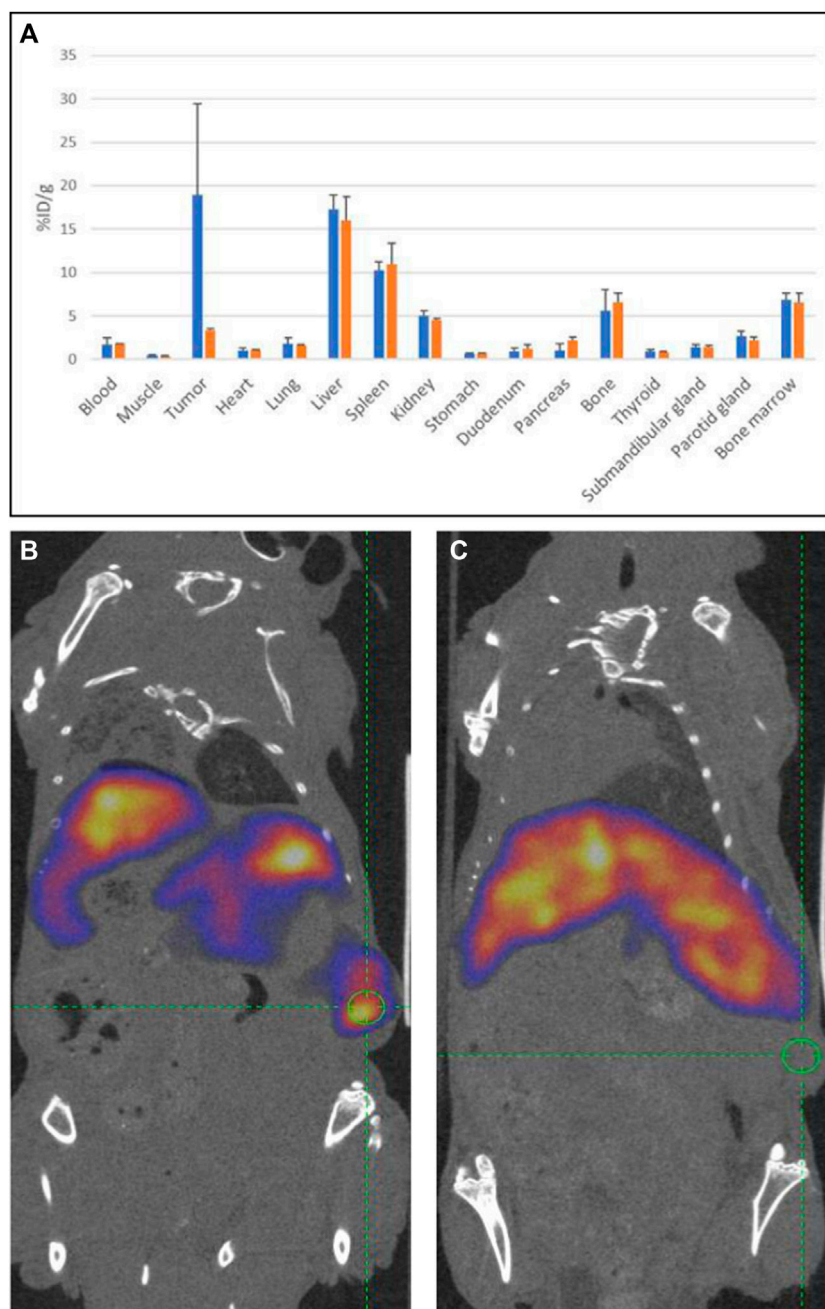 A
35
30
25
20
15
10
5
0
%ID/g
Blood
Muscle
Tumor
Heart
Lung
Liver
Spleen
Kidney
Stomach
Duodenum
Pancreas
Bone
Thyroid
Submandibular gland
Parotid gland
Bone marrow
B
C